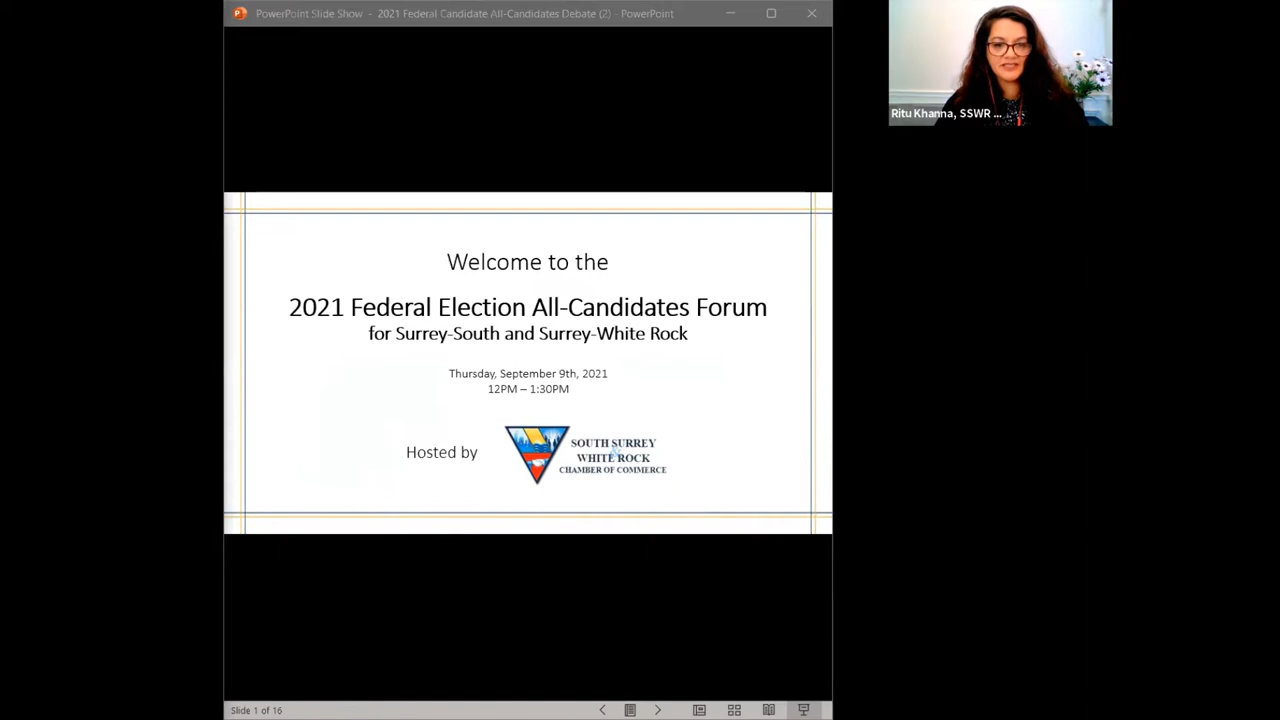 PowerPoint Slide Show - 2021 Federal Candidate All-Candidates Debate (2) - PowerPoint
Ritu Khanna, SSWR ...
Welcome to the
2021 Federal Election All-Candidates Forum
for Surrey-South and Surrey-White Rock
Thursday, September 9th, 2021
12PM – 1:30PM
Hosted by
SOUTH SURREY
&
WHITE ROCK
CHAMBER OF COMMERCE
Slide 1 of 16